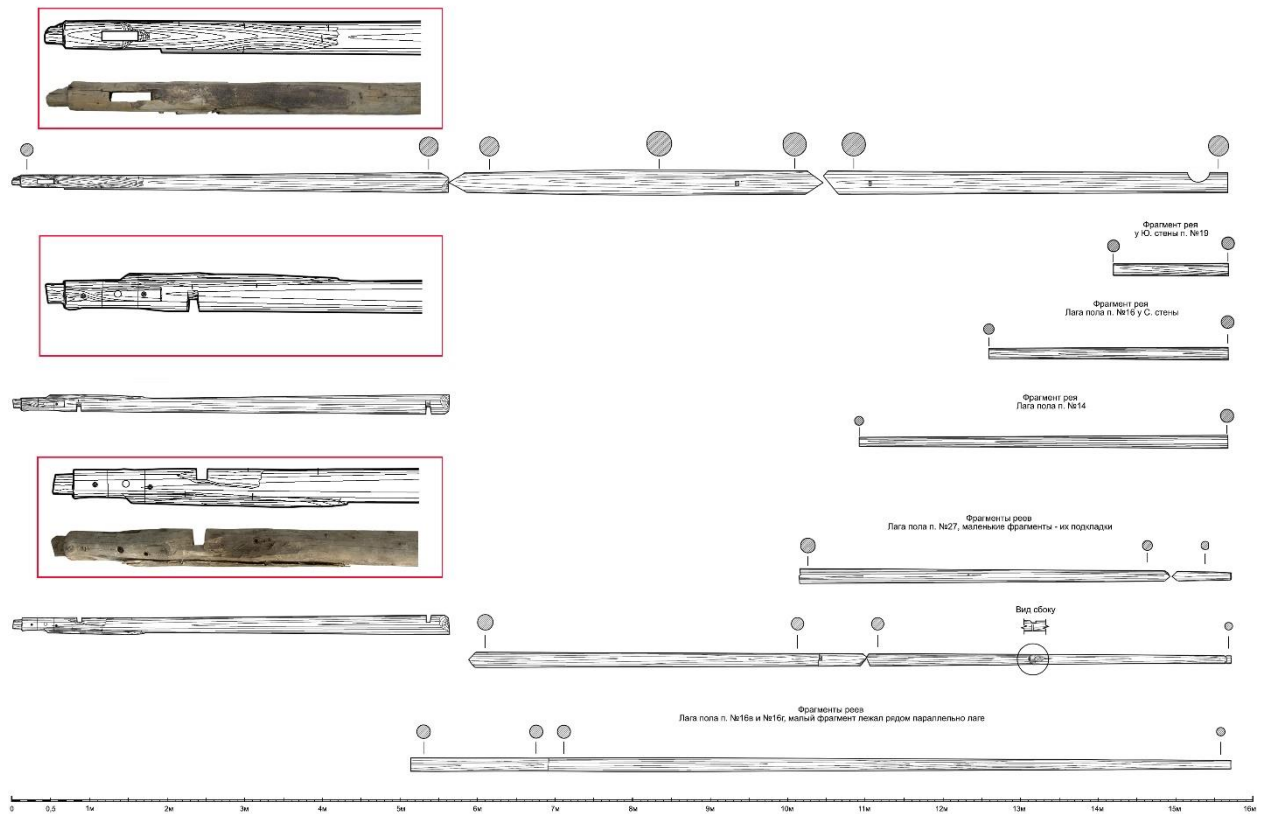 Фрагмент рея
у Ю. стены п. №19
Фрагмент рея
Лага пола п. №16 у С. стены
Фрагмент рея
Лага пола п. №14
Фрагменты реев
Лага пола п. №27, маленькие фрагменты - их подкладки
Вид сбоку
Фрагменты реев
Лага пола п. №16в и №16г, малый фрагмент лежал рядом параллельно лаге
0 0,5 1м 2м 3м 4м 5м 6м 7м 8м 9м 10м 11м 12м 13м 14м 15м 16м